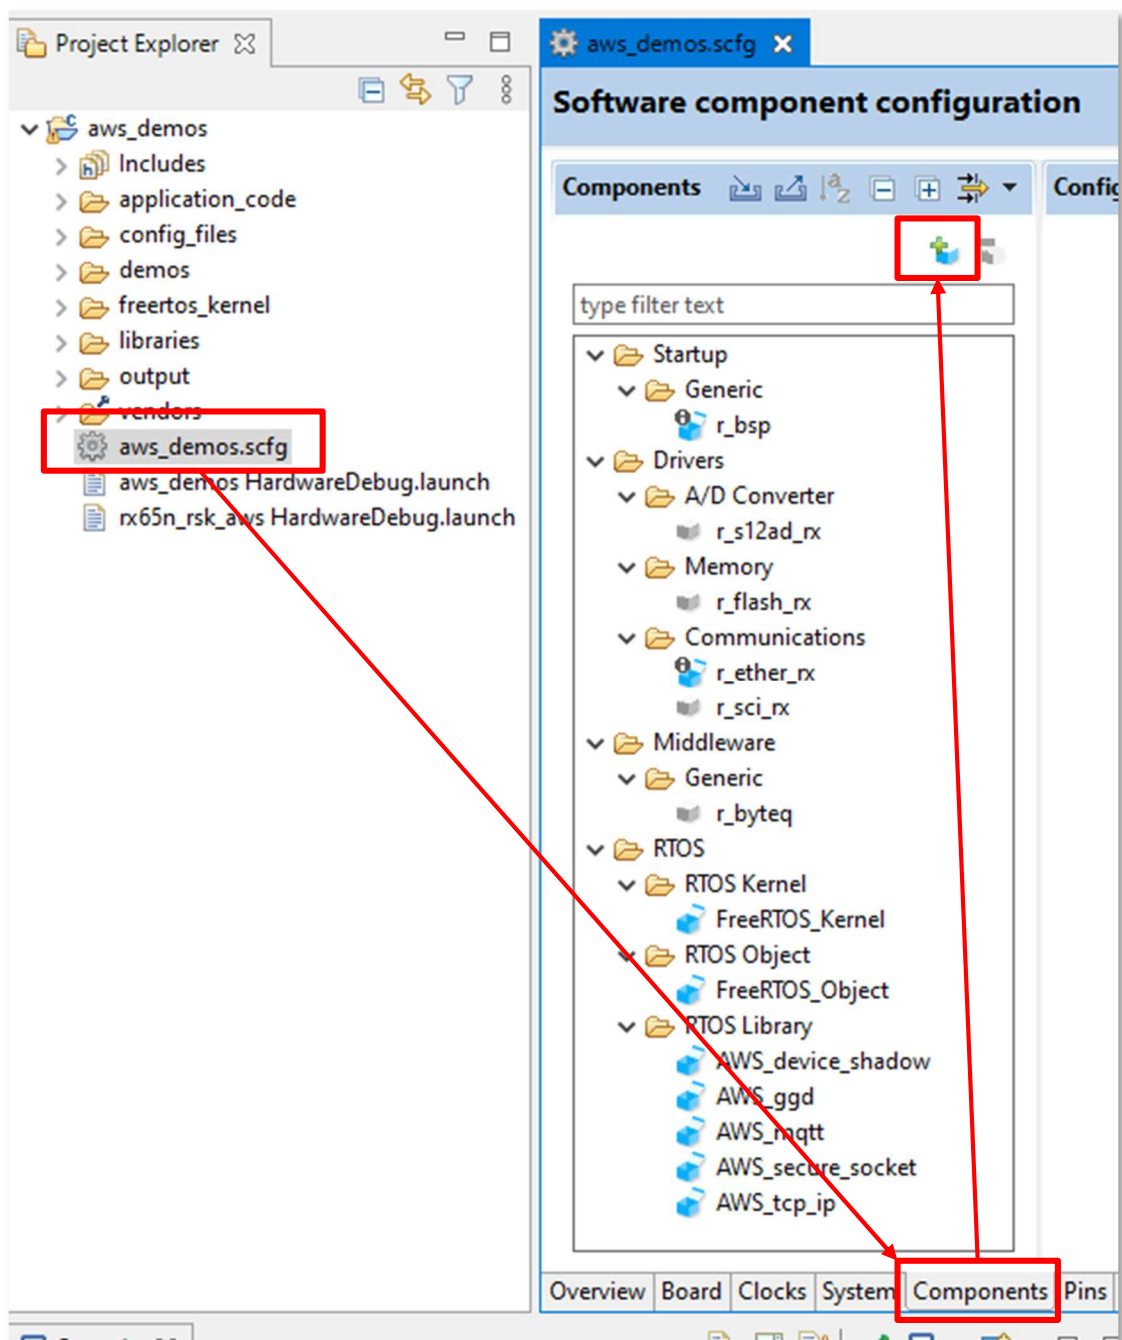 Project Explorer
aws_demos
Includes
application_code
config_files
demos
freertos_kernel
libraries
output
vendors
aws_demos.scfg
aws_demos HardwareDebug.launch
rx65n_rsk_aws HardwareDebug.launch
aws_demos.scfg
Software component configuration
Components
Config
type filter text
Startup
Generic
r_bsp
Drivers
A/D Converter
r_s12ad_rx
Memory
r_flash_rx
Communications
r_ether_rx
r_sci_rx
Middleware
Generic
r_byteq
RTOS
RTOS Kernel
FreeRTOS_Kernel
RTOS Object
FreeRTOS_Object
RTOS Library
AWS_device_shadow
AWS_ggd
AWS_mqtt
AWS_secure_socket
AWS_tcp_ip
Overview Board Clocks System Components Pins